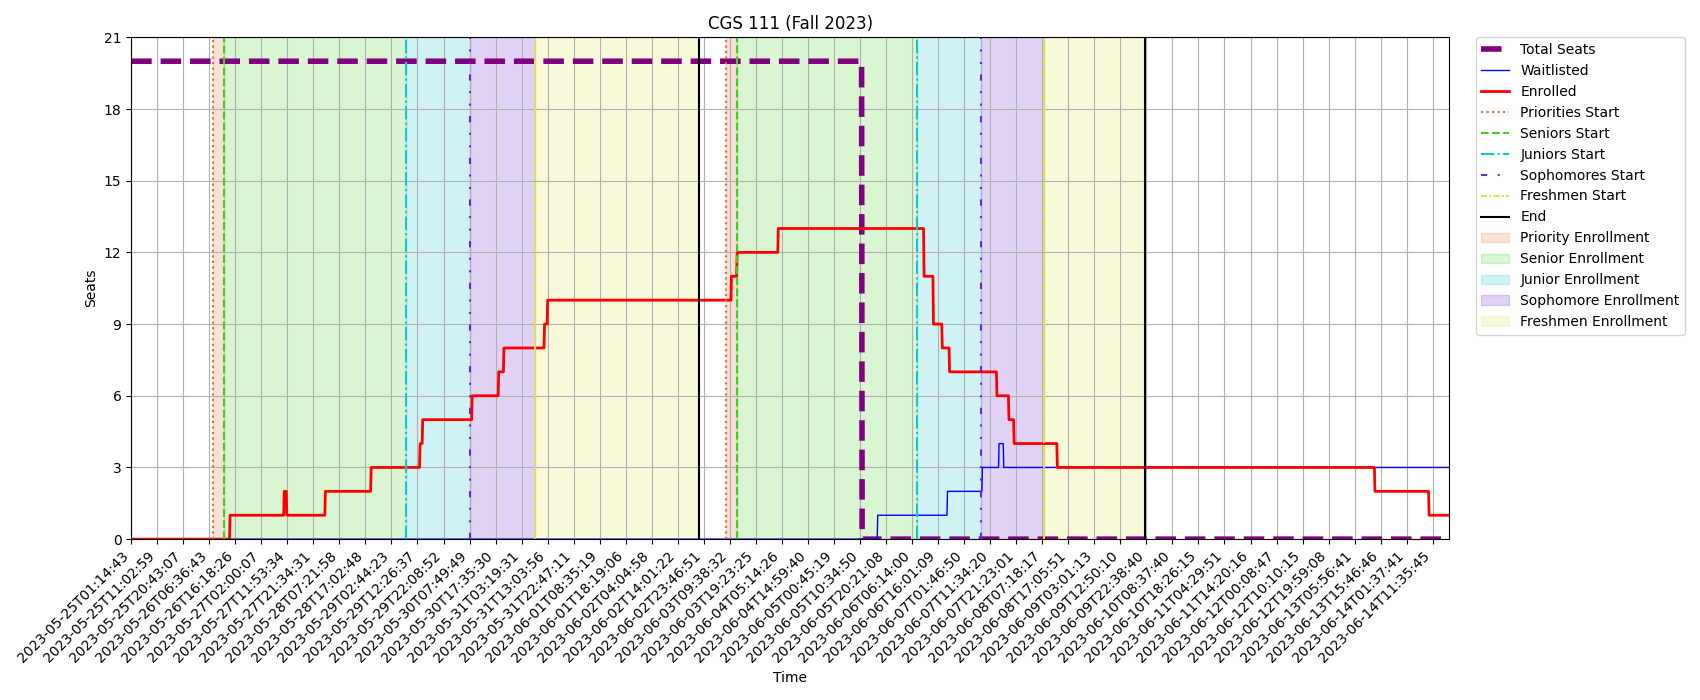 CGS 111 (Fall 2023)
Seats
21
18
15
12
9
6
3
0
2023-05-25T01:14:43
2023-05-25T11:02:59
2023-05-25T20:43:07
2023-05-26T06:36:43
2023-05-26T16:18:26
2023-05-27T02:00:07
2023-05-27T11:53:34
2023-05-27T21:34:31
2023-05-28T07:21:58
2023-05-28T17:02:48
2023-05-29T02:44:23
2023-05-29T12:26:37
2023-05-29T22:08:52
2023-05-30T07:49:49
2023-05-30T17:35:30
2023-05-31T03:19:31
2023-05-31T13:03:56
2023-05-31T22:47:11
2023-06-01T08:35:19
2023-06-01T18:19:06
2023-06-02T04:04:58
2023-06-02T14:01:22
2023-06-02T23:46:51
2023-06-03T09:38:32
2023-06-03T19:23:25
2023-06-04T05:14:26
2023-06-04T14:59:40
2023-06-05T00:45:19
2023-06-05T10:34:50
2023-06-05T20:21:08
2023-06-06T06:14:00
2023-06-06T16:01:09
2023-06-07T01:46:50
2023-06-07T11:34:20
2023-06-07T21:23:01
2023-06-08T07:18:17
2023-06-08T17:05:51
2023-06-09T03:01:13
2023-06-09T12:50:10
2023-06-09T22:38:40
2023-06-10T08:37:40
2023-06-10T18:26:15
2023-06-11T04:29:51
2023-06-11T14:20:16
2023-06-12T00:08:47
2023-06-12T10:10:15
2023-06-12T19:59:08
2023-06-13T05:56:41
2023-06-13T15:46:46
2023-06-14T01:37:41
2023-06-14T11:35:45
Time
Total Seats
Waitlisted
Enrolled
Priorities Start
Seniors Start
Juniors Start
Sophomores Start
Freshmen Start
End
Priority Enrollment
Senior Enrollment
Junior Enrollment
Sophomore Enrollment
Freshmen Enrollment